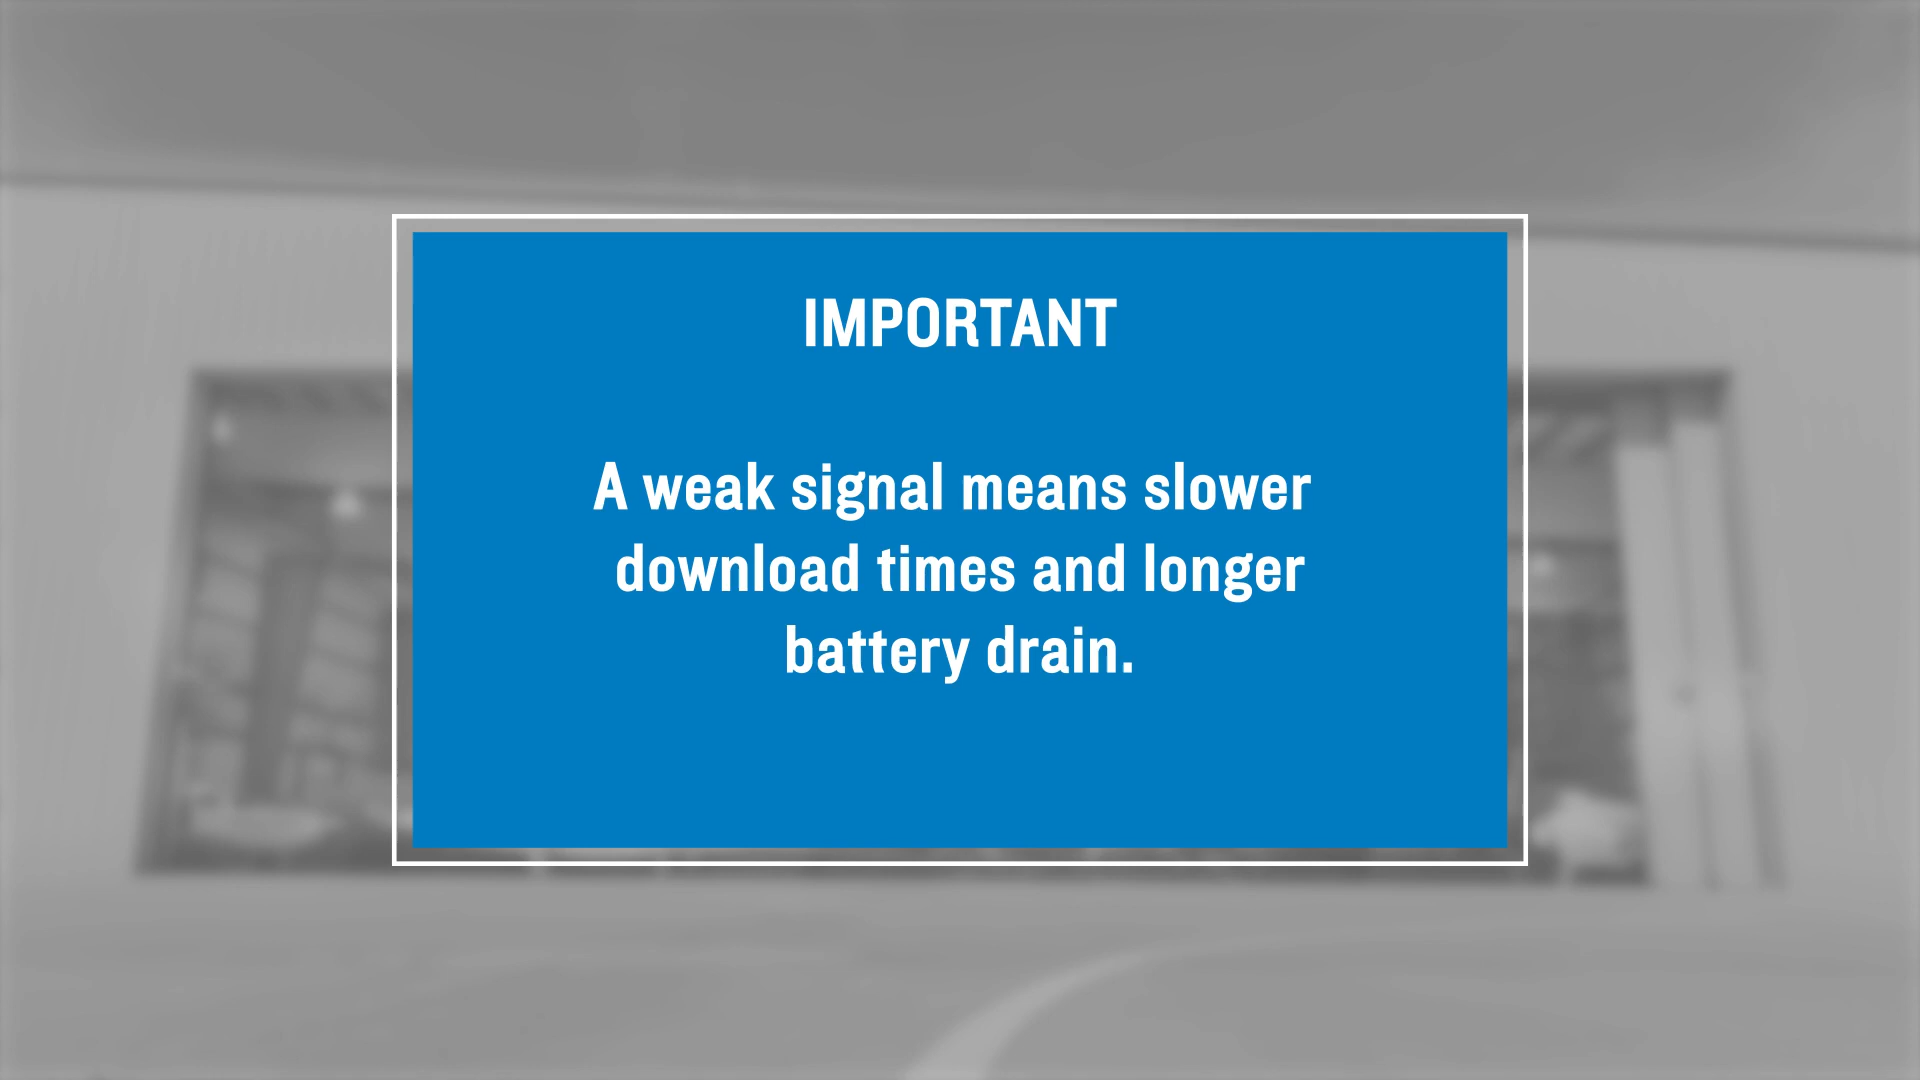 IMPORTANT
A weak signal means slower
download times and longer
battery drain.